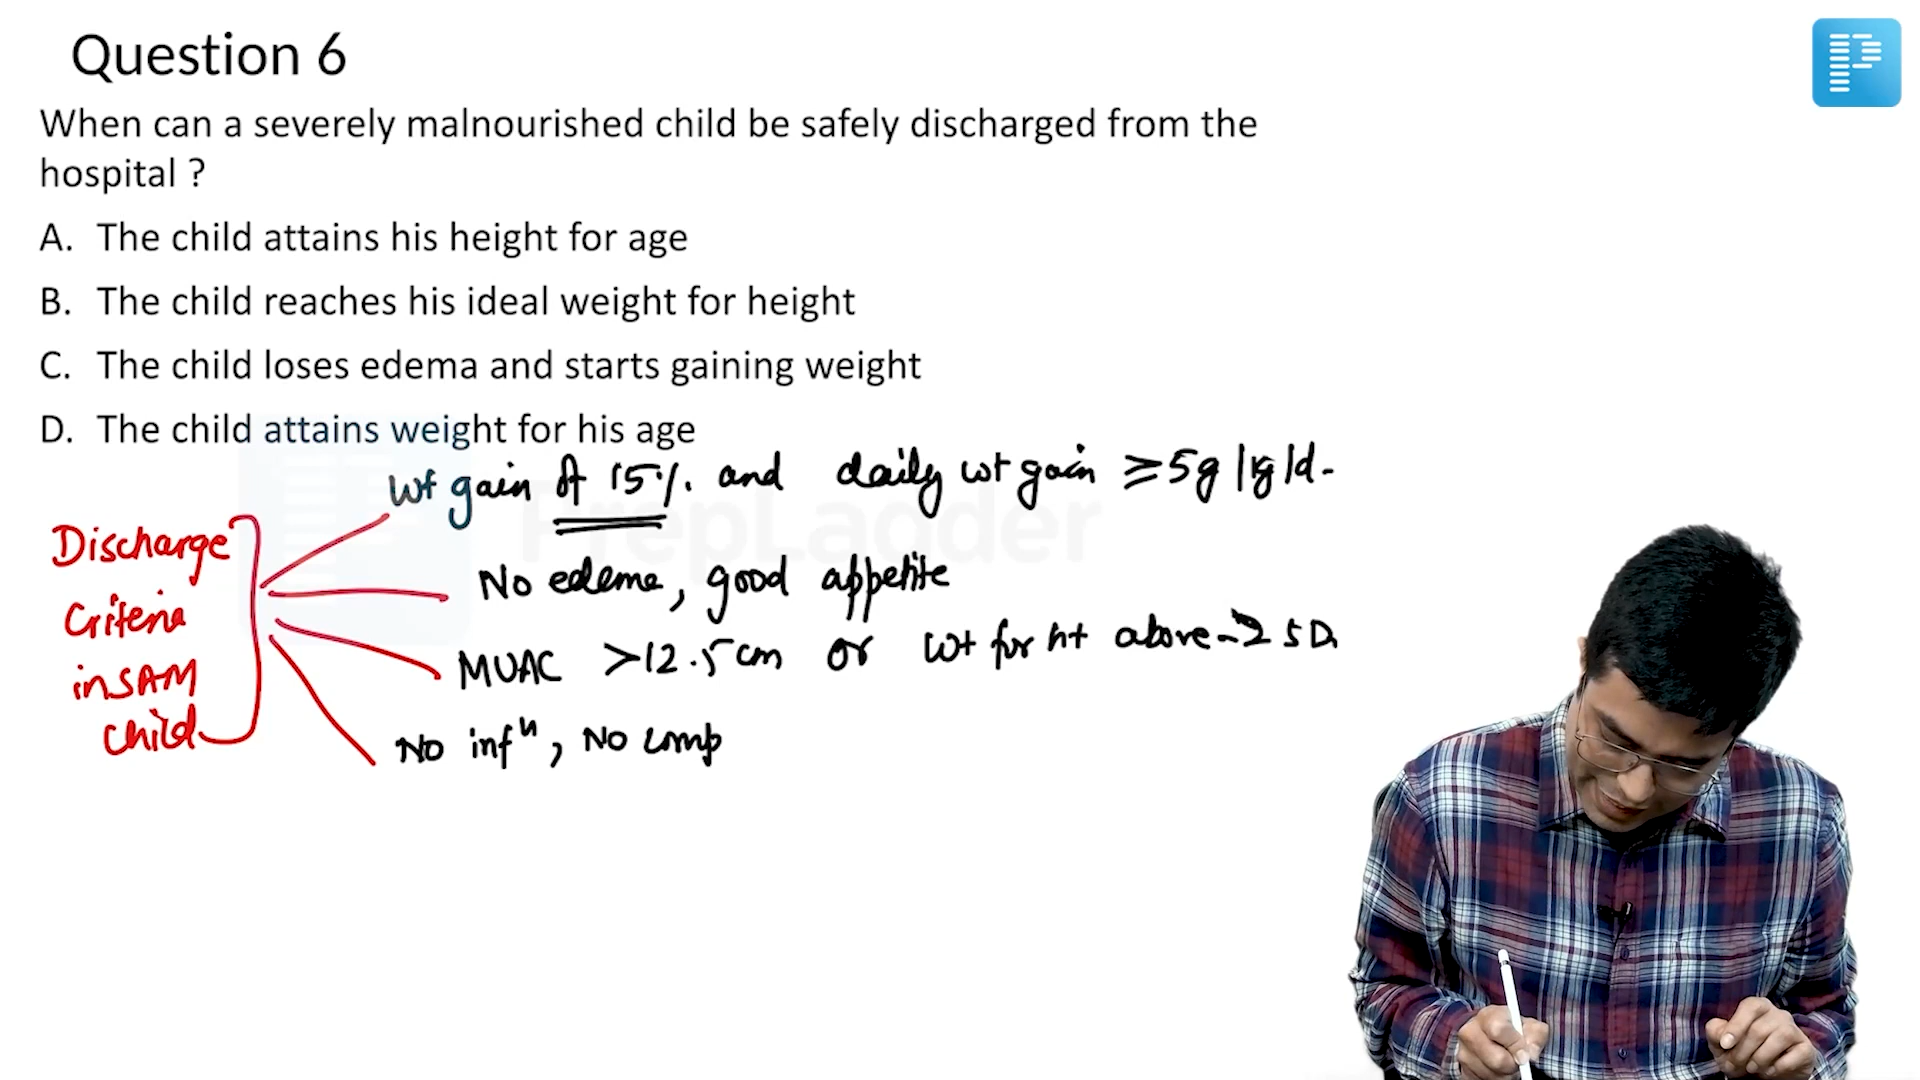 Question 6
When can a severely malnourished child be safely discharged from the
hospital ?
A. The child attains his height for age
B. The child reaches his ideal weight for height
C. The child loses edema and starts gaining weight
D. The child attains weight for his age
Wt gain of 15% and daily wt gain ≥5g/kg/d.
Discharge
Criteria
in SAM
child
No edema, good appetite
MUAC >12.5 cm or wt for ht above -2 SD
No infⁿ, No comp
PrepLadder